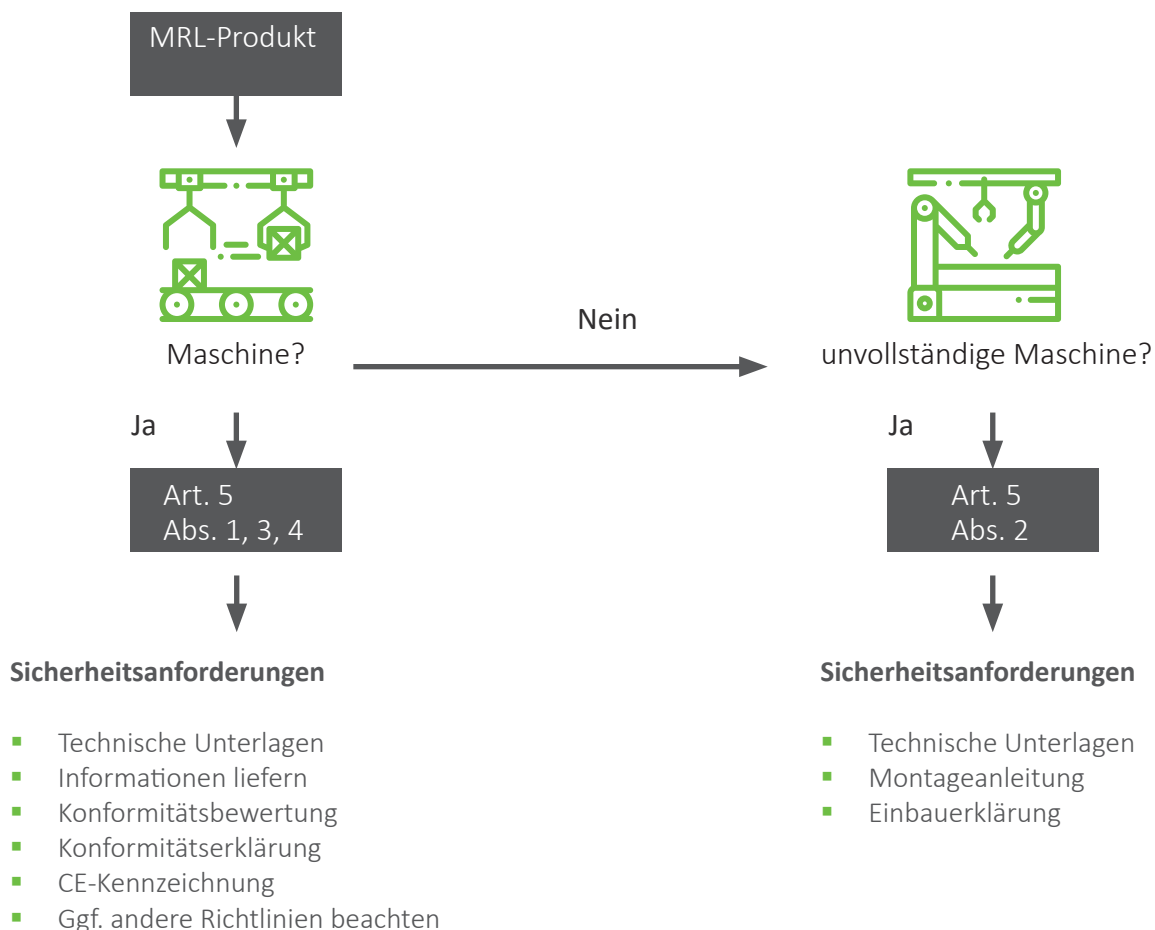 MRL-Produkt
Maschine?
Nein
unvollständige Maschine?
Ja
Ja
Art. 5
Abs. 1, 3, 4
Art. 5
Abs. 2
Sicherheitsanforderungen
Technische Unterlagen
Informationen liefern
Konformitätsbewertung
Konformitätserklärung
CE-Kennzeichnung
Ggf. andere Richtlinien beachten
Sicherheitsanforderungen
Technische Unterlagen
Montageanleitung
Einbauerklärung